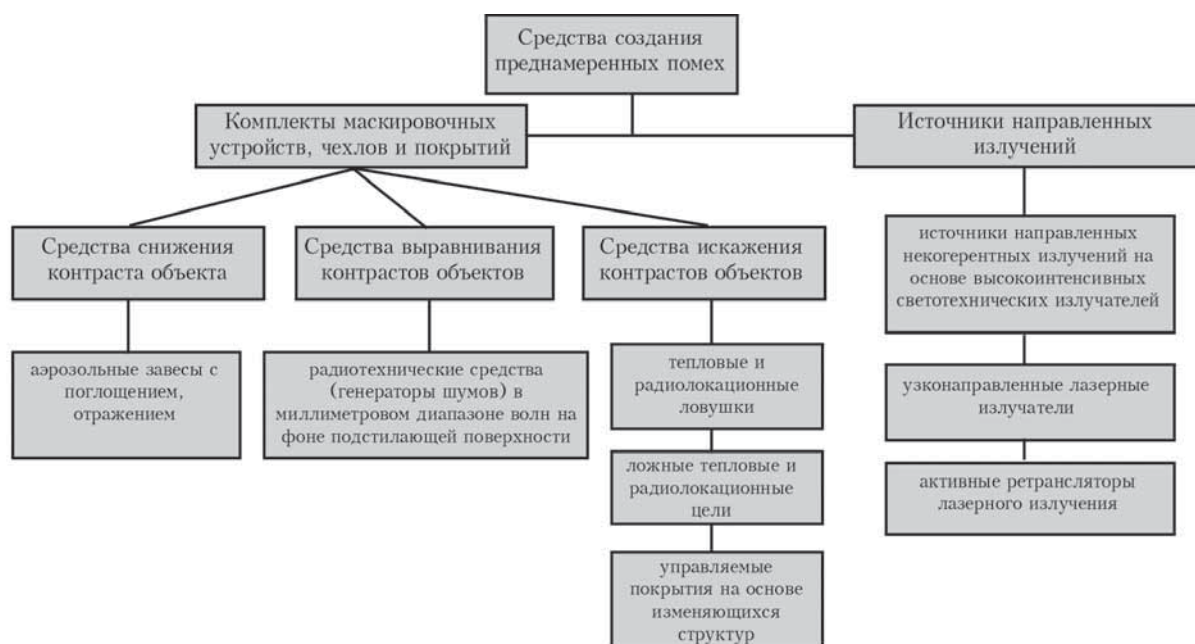 Средства создания
преднамеренных помех
Комплекты маскировочных
устройств, чехлов и покрытий
Источники направленных
излучений
Средства снижения
контраста объекта
Средства выравнивания
контрастов объектов
Средства искажения
контрастов объектов
источники направленных
некогерентных излучений на
основе высокоинтенсивных
светотехнических излучателей
аэрозольные завесы с
поглощением,
отражением
радиотехнические средства
(генераторы шумов) в
миллиметровом диапазоне волн на
фоне подстилающей поверхности
тепловые и
радиолокационные
ловушки
узконаправленные лазерные
излучатели
ложные тепловые и
радиолокационные
цели
активные ретрансляторы
лазерного излучения
управляемые
покрытия на основе
изменяющихся
структур